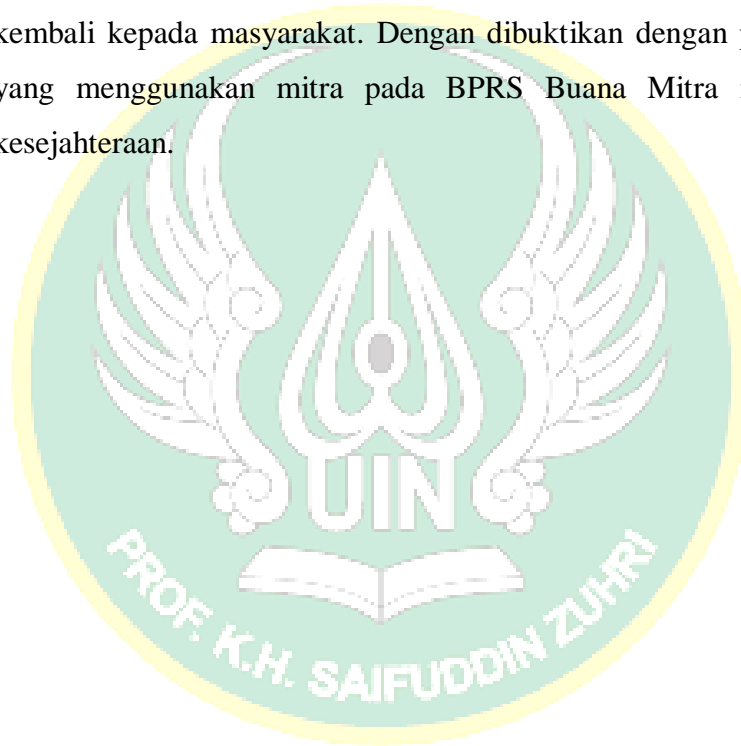 kembali kepada masyarakat. Dengan dibuktikan dengan
yang menggunakan mitra pada BPRS Buana Mitra
kesejahteraan.
UIN
PROF. K.H. SAIFUDDIN ZUHRI